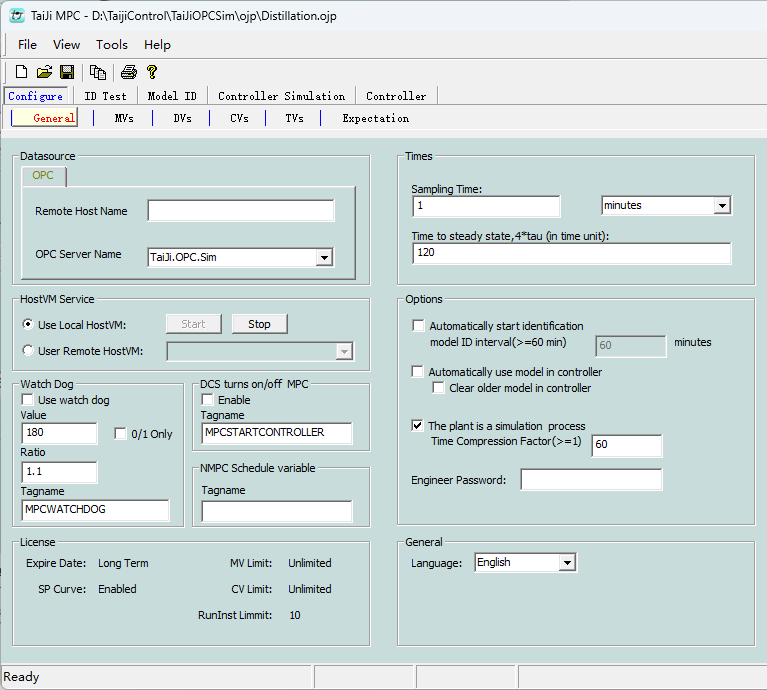 TaiJi MPC - D:\TaijiControl\TaiJiOPCSim\ojp\Distillation.ojp
File View Tools Help
Configure ID Test Model ID Controller Simulation Controller
General MVs DVs CVs TVs Expectation
Datasource
OPC
Remote Host Name
OPC Server Name TaiJi.OPC.Sim
Times
Sampling Time:
1 minutes
Time to steady state,4*tau (in time unit):
120
HostVM Service
Use Local HostVM: Start Stop
User Remote HostVM:
Options
Automatically start identification
model ID interval(>=60 min) 60 minutes
Automatically use model in controller
Clear older model in controller
The plant is a simulation process
Time Compression Factor(>=1) 60
Engineer Password:
Watch Dog
Use watch dog
Value
180 0/1 Only
Ratio
1.1
Tagname
MPCWATCHDOG
DCS turns on/off MPC
Enable
Tagname
MPCSTARTCONTROLLER
NMPC Schedule variable
Tagname
License
Expire Date: Long Term MV Limit: Unlimited
SP Curve: Enabled CV Limit: Unlimited
RunInst Limmit: 10
General
Language: English
Ready